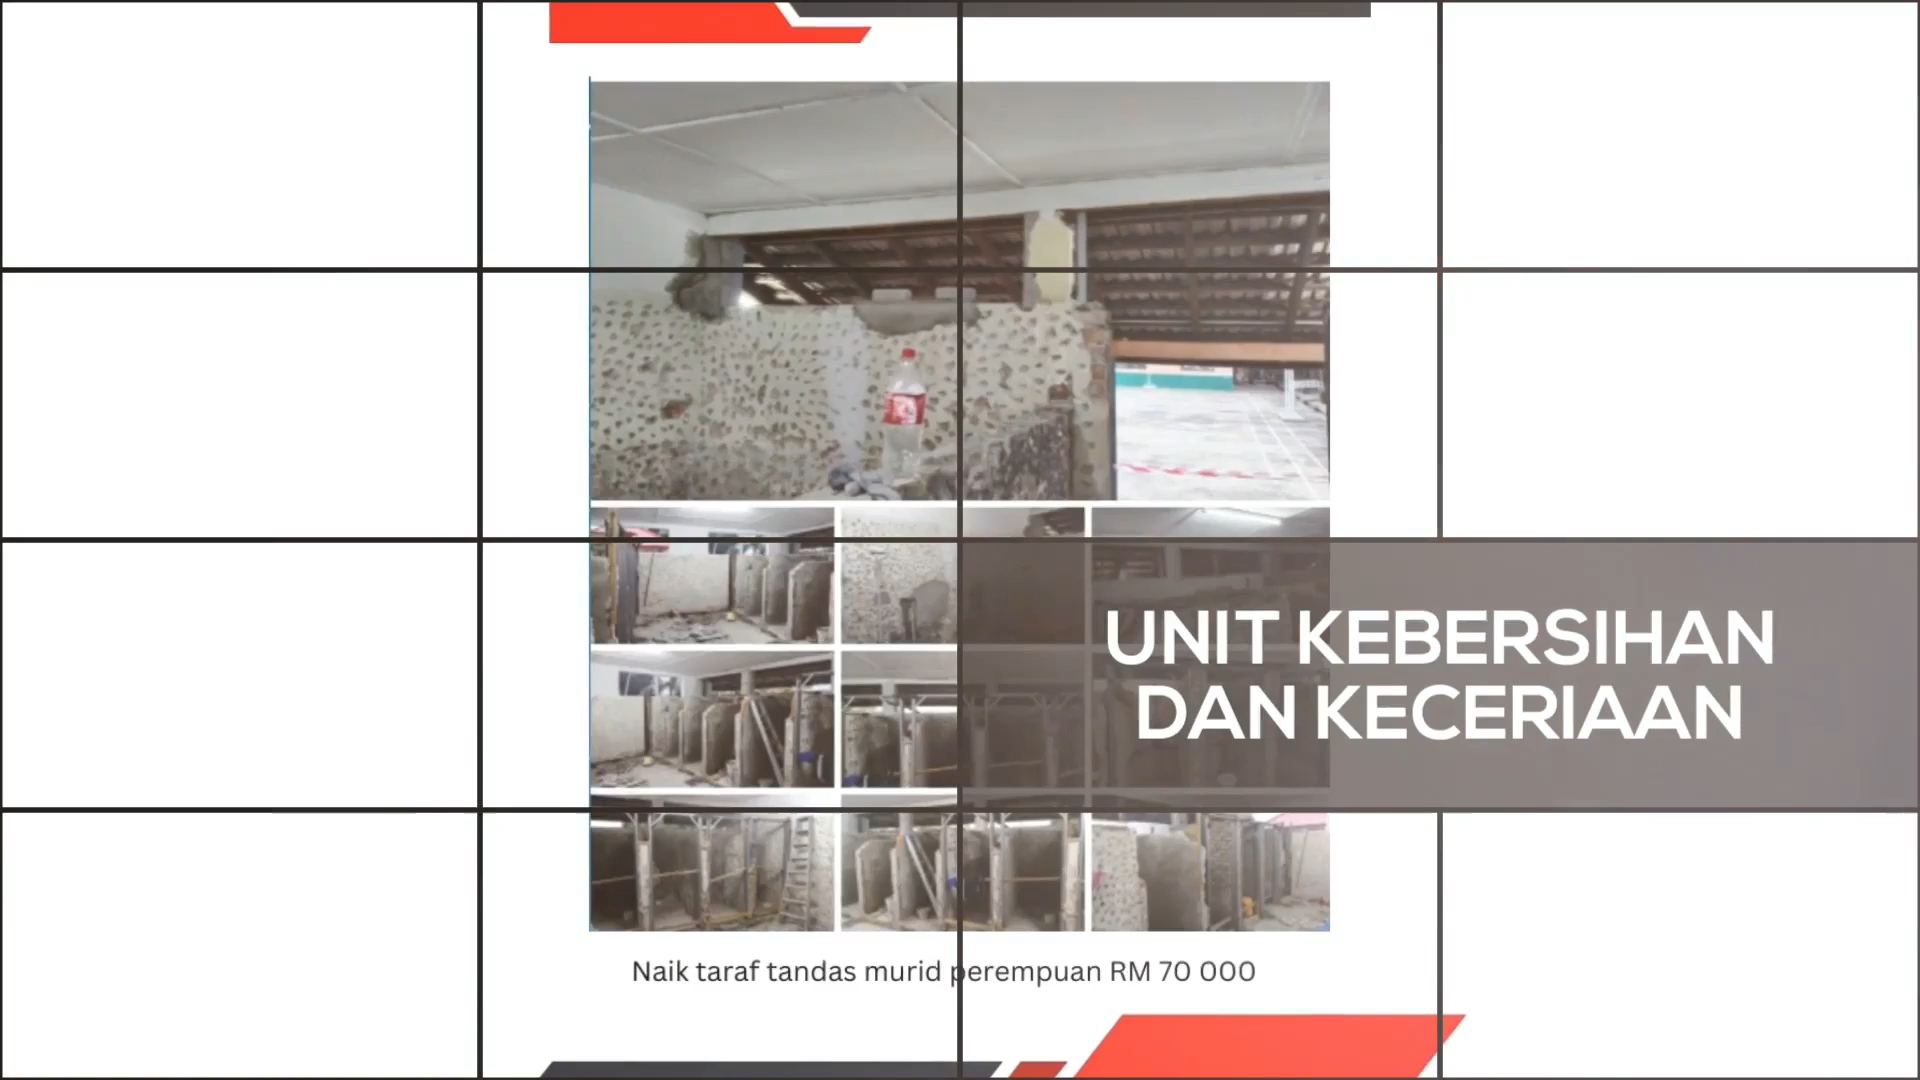 UNIT KEBERSIHAN
DAN KECERIAAN
Naik taraf tandas murid perempuan RM 70 000